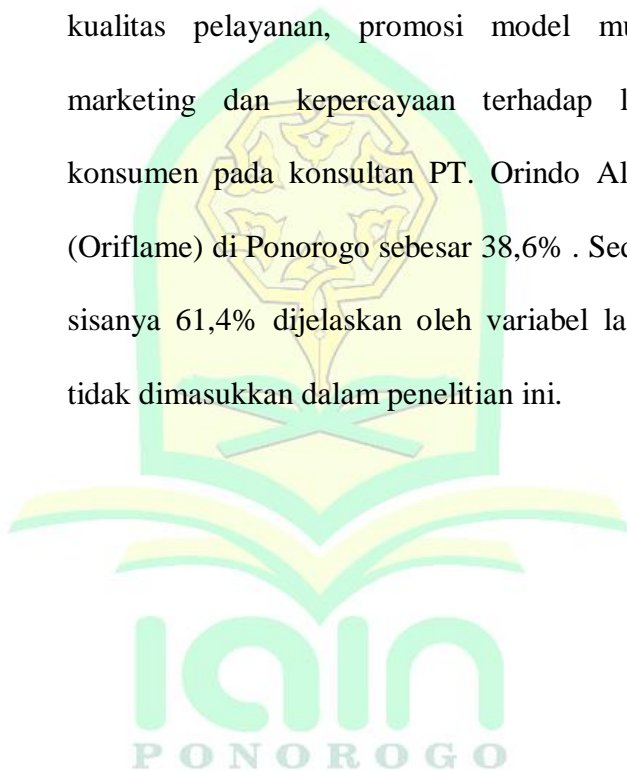 kualitas pelayanan, promosi model
marketing dan kepercayaan terhadap
konsumen pada konsultan PT. Orindo
(Oriflame) di Ponorogo sebesar 38,6% .
sisanya 61,4% dijelaskan oleh variabel
tidak dimasukkan dalam penelitian ini.
iain
PONOROGO